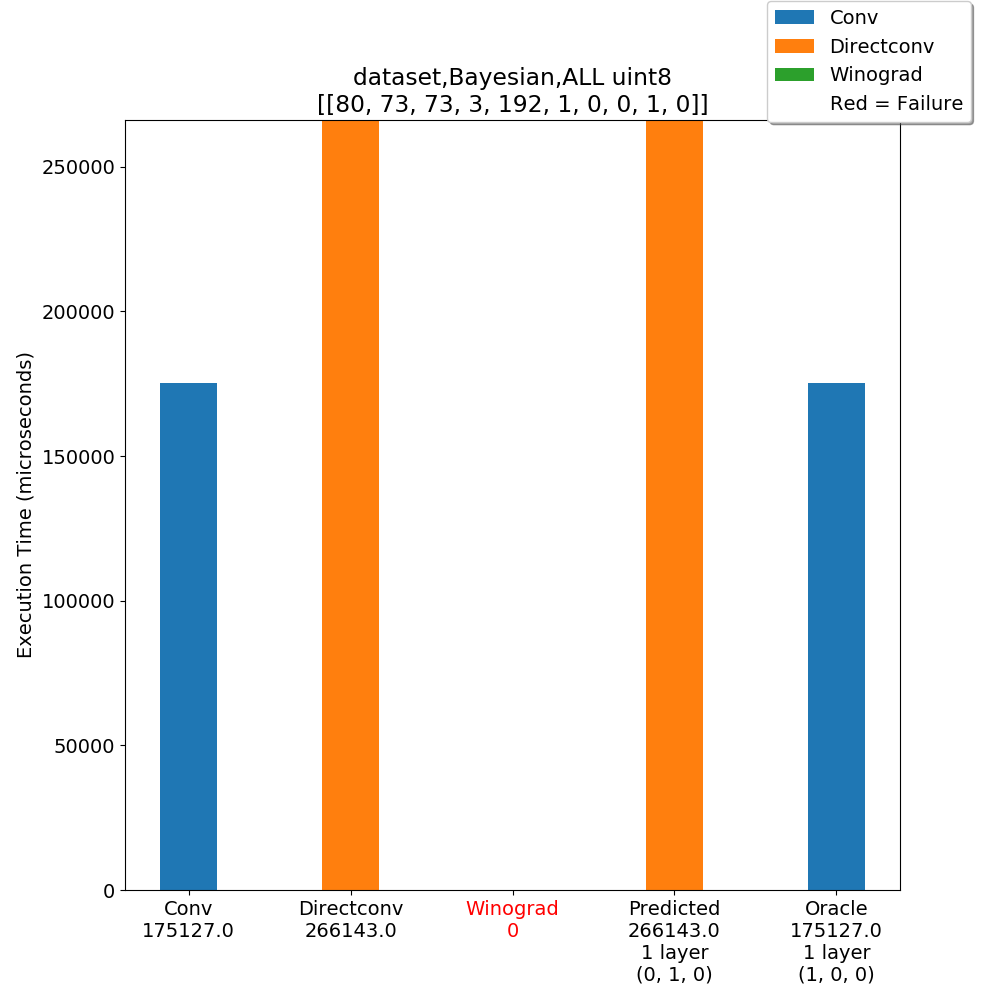 Conv
Directconv
Winograd
Red = Failure
dataset,Bayesian,ALL uint8
[[80, 73, 73, 3, 192, 1, 0, 0, 1, 0]]
Execution Time (microseconds)
250000
200000
150000
100000
50000
0
Conv
175127.0
Directconv
266143.0
Winograd
0
Predicted
266143.0
1 layer
(0, 1, 0)
Oracle
175127.0
1 layer
(1, 0, 0)